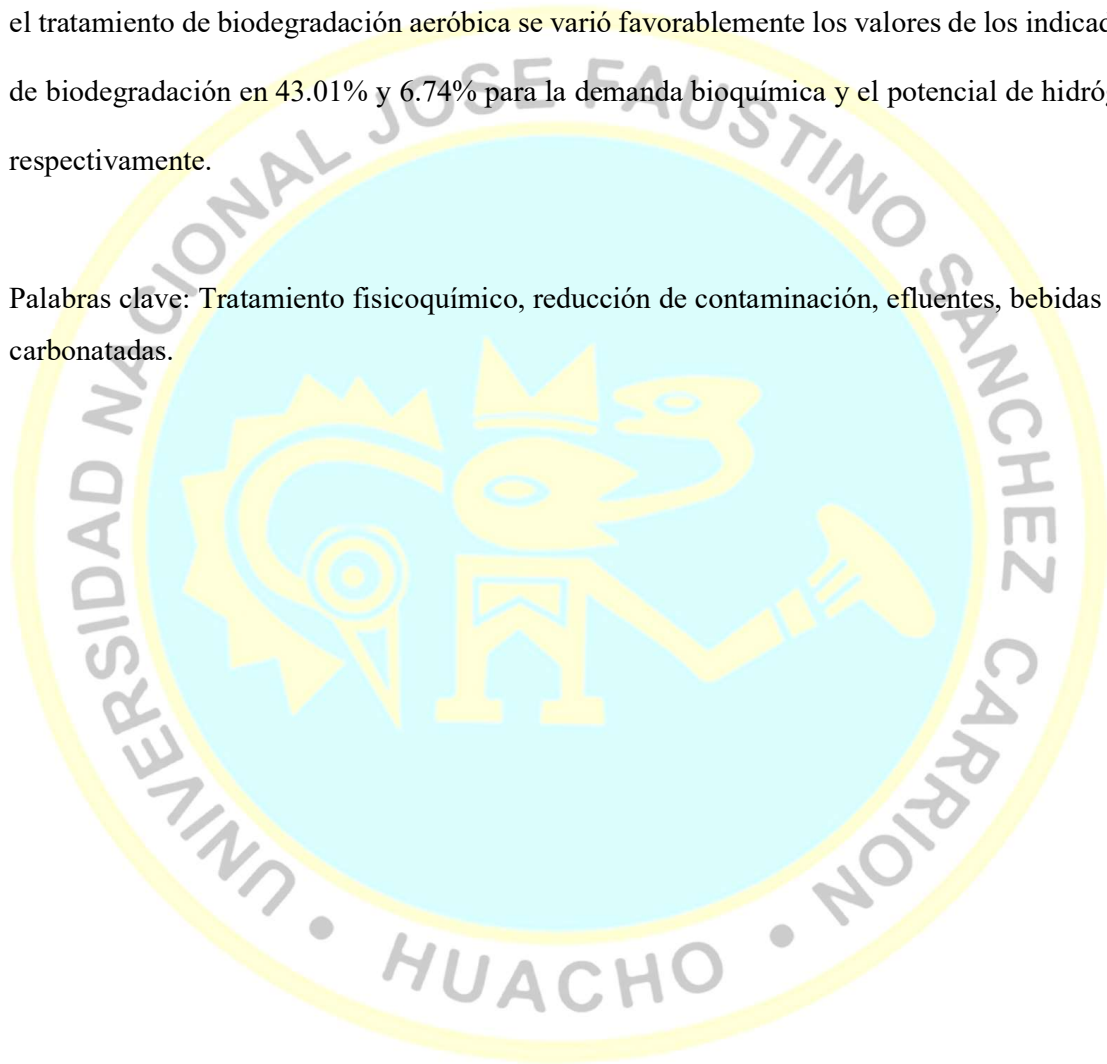 el tratamiento de biodegradación aeróbica se varió favorablemente los valores de los
de biodegradación en 43.01% y 6.74% para la demanda bioquímica y el potencial de
respectivamente.
Palabras clave: Tratamiento fisicoquímico, reducción de contaminación, efluentes, bebidas
carbonatadas.
UNIVERSIDAD NACIONAL JOSE FAUSTINO SANCHEZ CARRION • HUACHO •